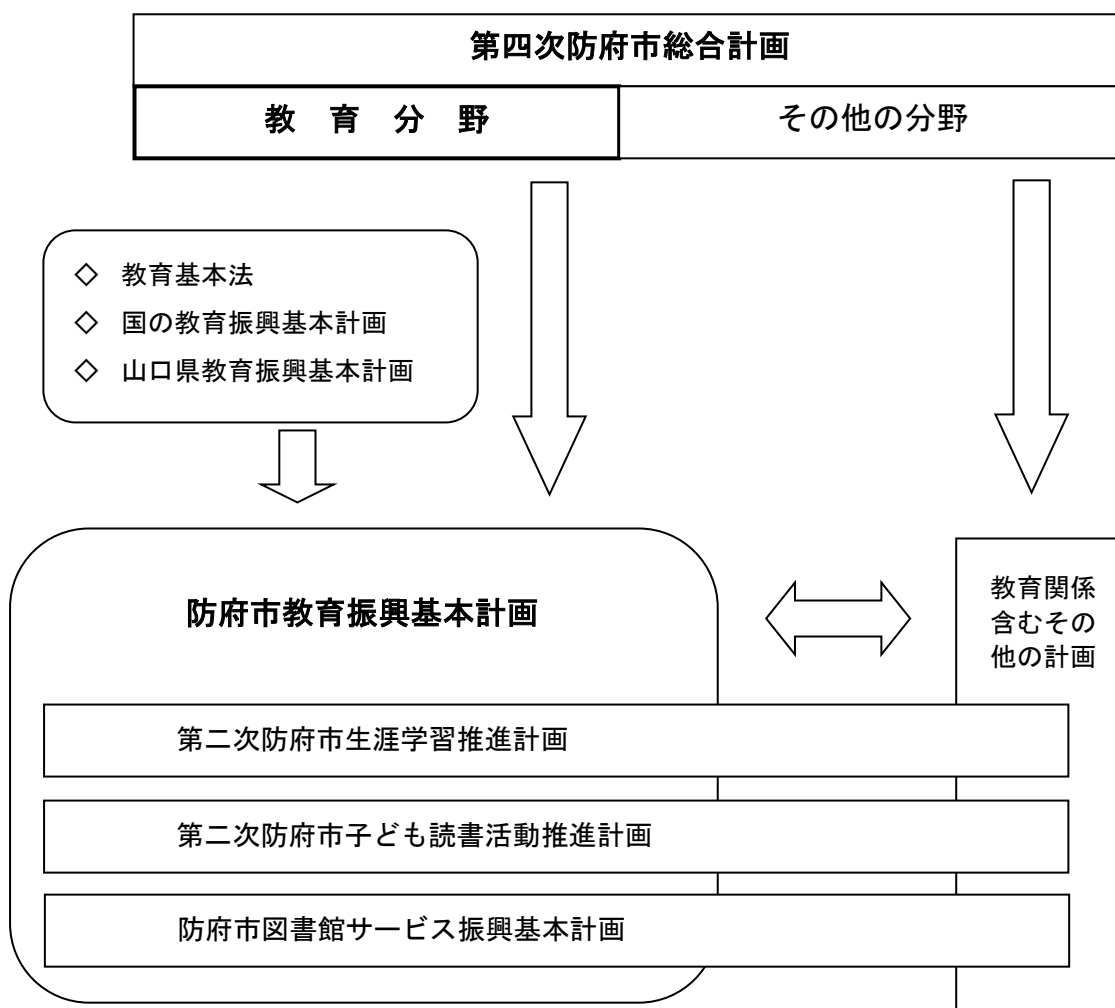 第四次防府市総合計画
教 育 分 野
その他の分野
◇ 教育基本法
◇ 国の教育振興基本計画
◇ 山口県教育振興基本計画
防府市教育振興基本計画
教育関係
含むその
他の計画
第二次防府市生涯学習推進計画
第二次防府市子ども読書活動推進計画
防府市図書館サービス振興基本計画